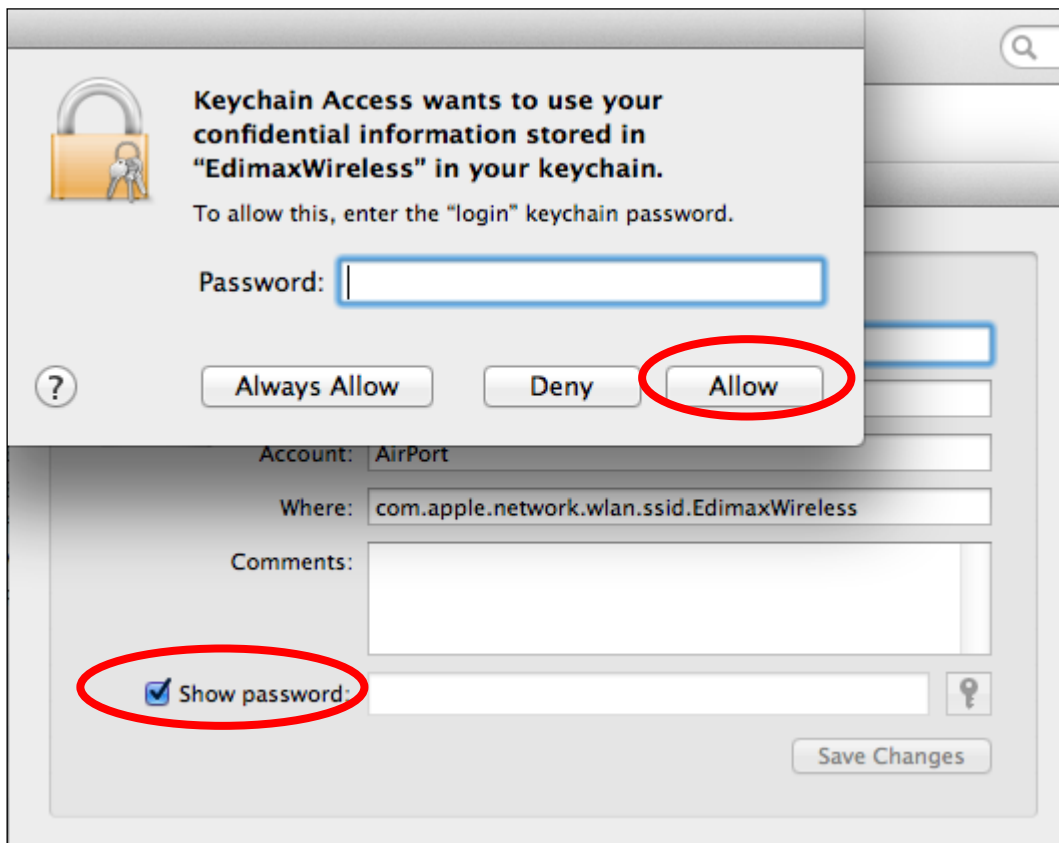 Keychain Access wants to use your
confidential information stored in
“EdimaxWireless” in your keychain.
To allow this, enter the “login” keychain password.
Password:
? Always Allow Deny Allow
Account: AirPort
Where: com.apple.network.wlan.ssid.EdimaxWireless
Comments:
Show password:
Save Changes